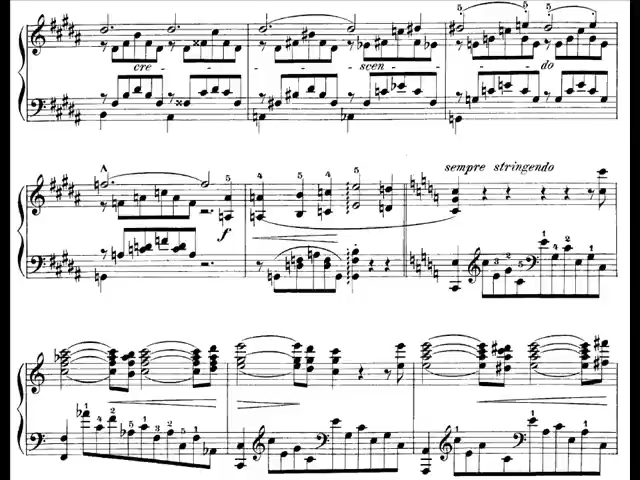 cre - scen - do
sempre stringendo
f